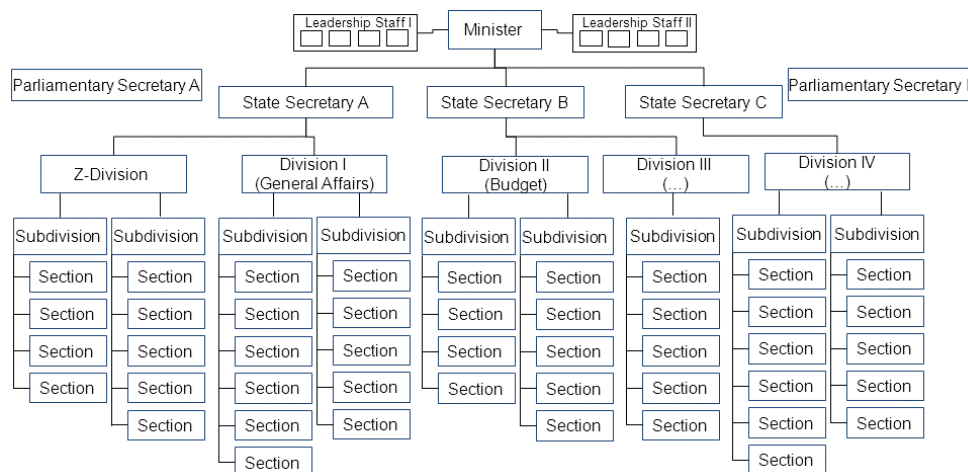 Leadership Staff I
Minister
Leadership Staff II
Parliamentary Secretary A
State Secretary A
State Secretary B
State Secretary C
Parliamentary Secretary
Z-Division
Division I
(General Affairs)
Division II
(Budget)
Division III
(...)
Division IV
(...)
Subdivision Subdivision Subdivision Subdivision Subdivision Subdivision Subdivision Subdivision Subdivision
Section Section Section Section Section Section Section Section Section
Section Section Section Section Section Section Section Section Section
Section Section Section Section Section Section Section Section Section
Section Section Section Section Section Section Section Section Section
Section Section Section Section Section Section Section
Section Section